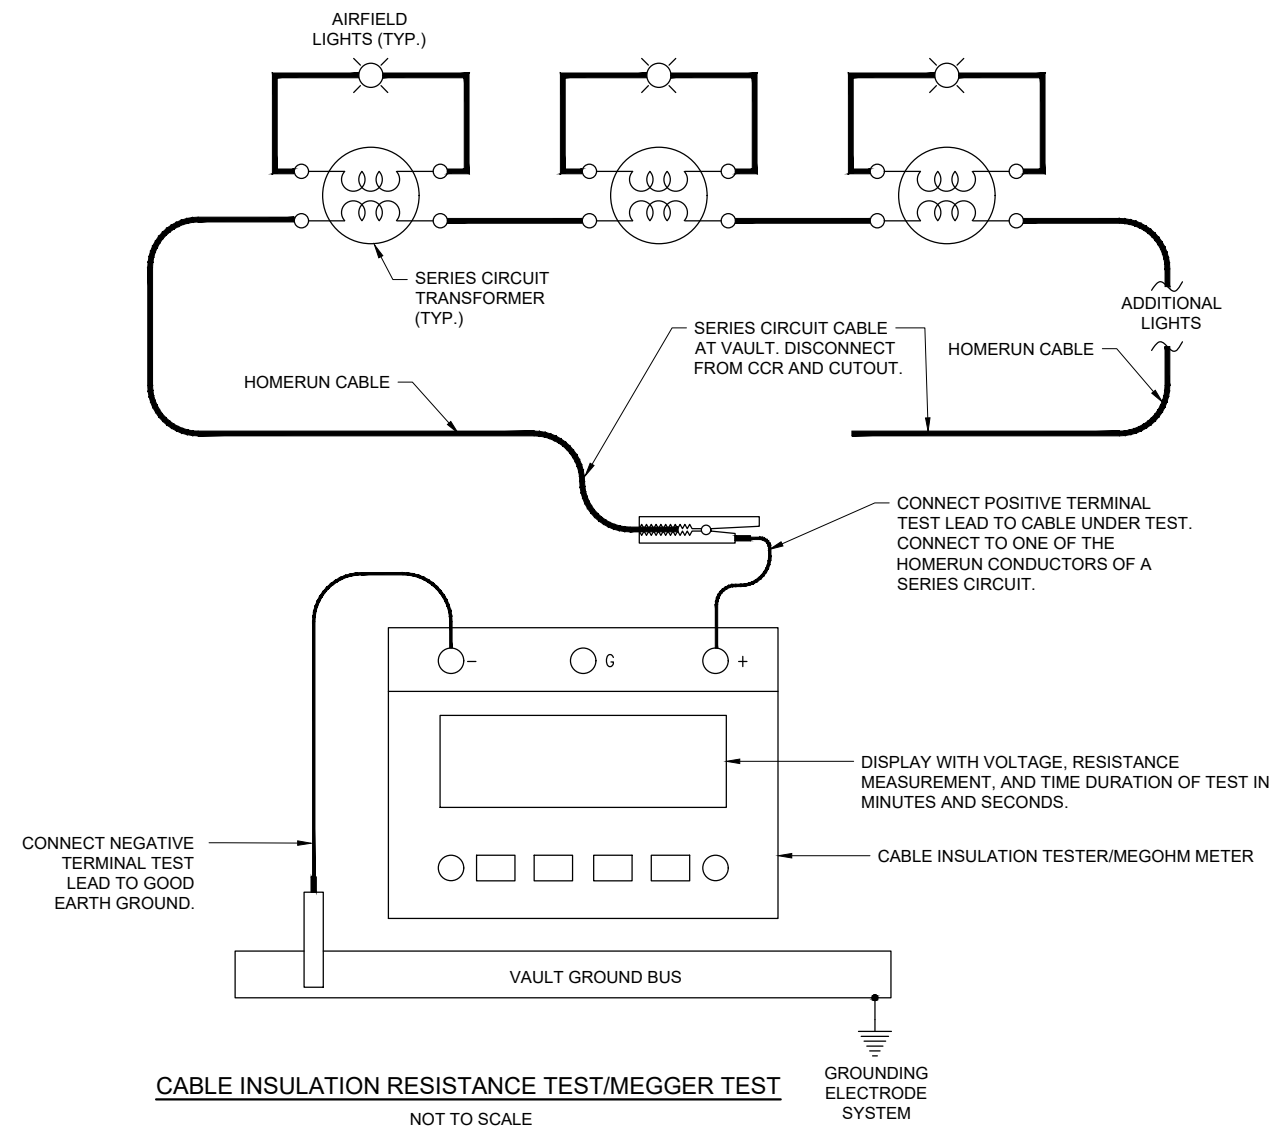 AIRFIELD
LIGHTS (TYP.)
SERIES CIRCUIT
TRANSFORMER
(TYP.)
ADDITIONAL
LIGHTS
SERIES CIRCUIT CABLE
AT VAULT. DISCONNECT
FROM CCR AND CUTOUT.
HOMERUN CABLE
HOMERUN CABLE
CONNECT POSITIVE TERMINAL
TEST LEAD TO CABLE UNDER TEST.
CONNECT TO ONE OF THE
HOMERUN CONDUCTORS OF A
SERIES CIRCUIT.
- G +
DISPLAY WITH VOLTAGE, RESISTANCE
MEASUREMENT, AND TIME DURATION OF TEST IN
MINUTES AND SECONDS.
CONNECT NEGATIVE
TERMINAL TEST
LEAD TO GOOD
EARTH GROUND.
CABLE INSULATION TESTER/MEGOHM METER
VAULT GROUND BUS
GROUNDING
ELECTRODE
SYSTEM
CABLE INSULATION RESISTANCE TEST/MEGGER TEST
NOT TO SCALE